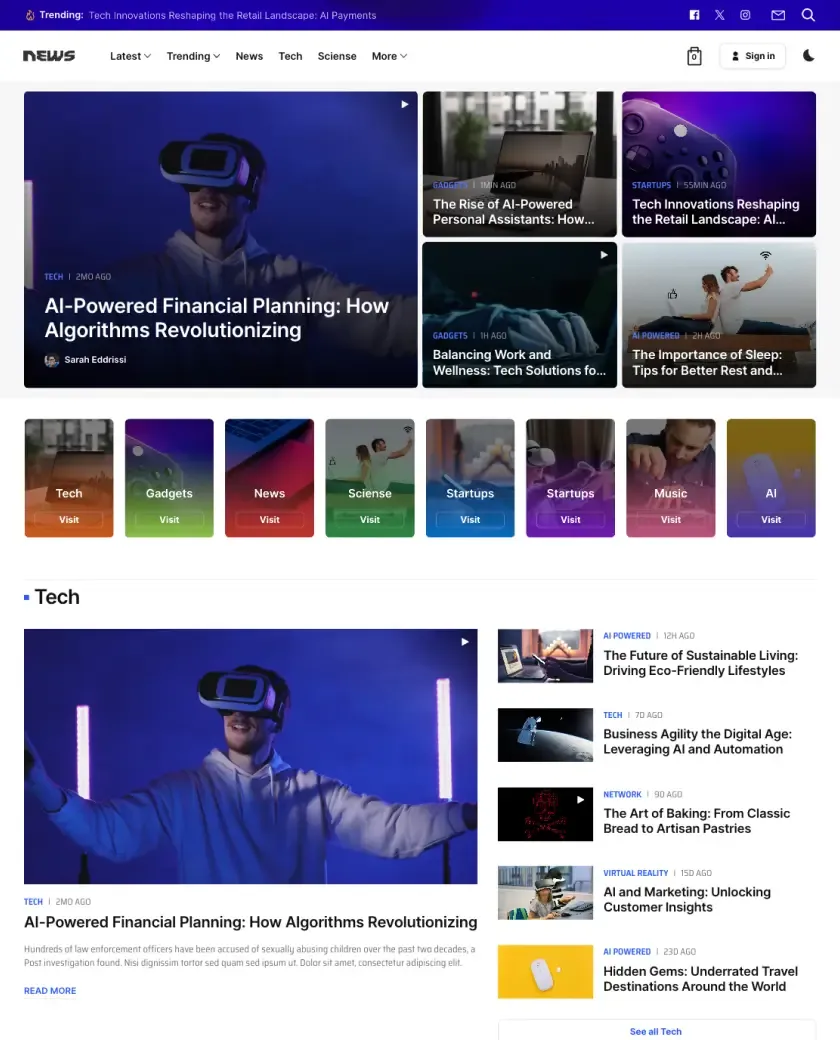 Trending: Tech Innovations Reshaping the Retail Landscape: AI Payments
NEWS
Latest Trending News Tech Sciense More
0
Sign in
TECH | 2MO AGO
AI-Powered Financial Planning: How
Algorithms Revolutionizing
Sarah Eddrissi
GADGETS | 1MIN AGO
The Rise of AI-Powered
Personal Assistants: How...
STARTUPS | 55MIN AGO
Tech Innovations Reshaping
the Retail Landscape: AI...
GADGETS | 1H AGO
Balancing Work and
Wellness: Tech Solutions fo...
AI POWERED | 2H AGO
The Importance of Sleep:
Tips for Better Rest and...
Tech
Visit
Gadgets
Visit
News
Visit
Sciense
Visit
Startups
Visit
Startups
Visit
Music
Visit
AI
Visit
Tech
TECH | 2MO AGO
AI-Powered Financial Planning: How Algorithms Revolutionizing
Hundreds of law enforcement officers have been accused of sexually abusing children over the past two decades, a
Post investigation found. Nisi dignissim tortor sed quam sed ipsum ut. Dolor sit amet, consectetur adipiscing elit.
READ MORE
AI POWERED | 12H AGO
The Future of Sustainable Living:
Driving Eco-Friendly Lifestyles
TECH | 7D AGO
Business Agility the Digital Age:
Leveraging AI and Automation
NETWORK | 9D AGO
The Art of Baking: From Classic
Bread to Artisan Pastries
VIRTUAL REALITY | 15D AGO
AI and Marketing: Unlocking
Customer Insights
AI POWERED | 23D AGO
Hidden Gems: Underrated Travel
Destinations Around the World
See all Tech